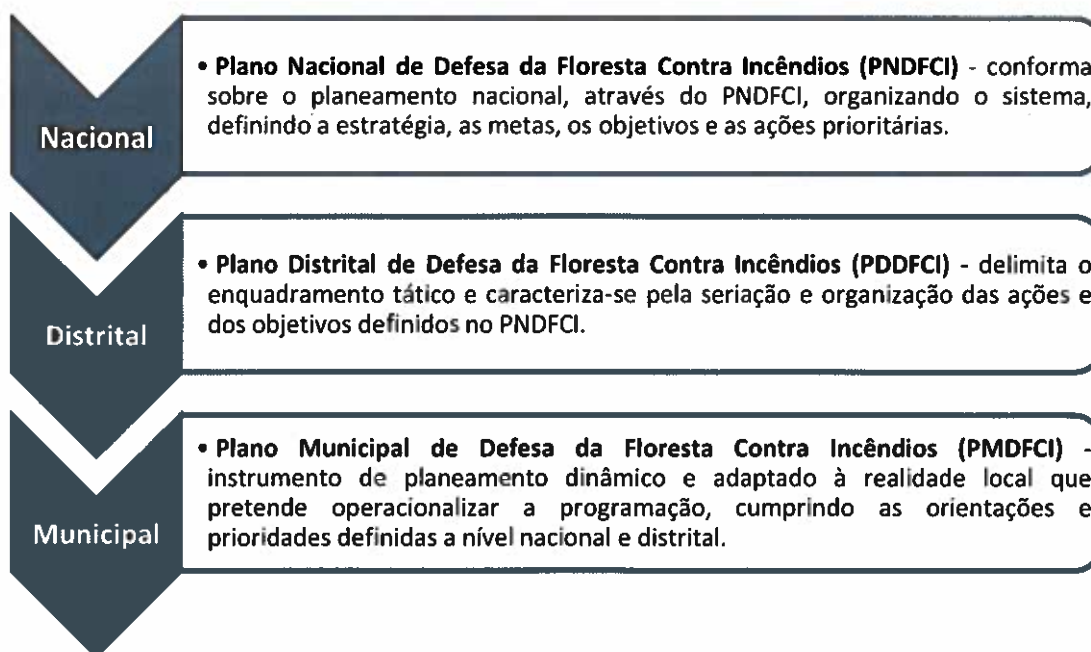 Nacional
• Plano Nacional de Defesa da Floresta Contra Incêndios (PNDFCI) - conforma
sobre o planeamento nacional, através do PNDFCI, organizando o sistema,
definindo a estratégia, as metas, os objetivos e as ações prioritárias.
Distrital
• Plano Distrital de Defesa da Floresta Contra Incêndios (PDDFCI) - delimita o
enquadramento tático e caracteriza-se pela seriação e organização das ações e
dos objetivos definidos no PNDFCI.
Municipal
• Plano Municipal de Defesa da Floresta Contra Incêndios (PMDFCI) -
instrumento de planeamento dinâmico e adaptado à realidade local que
pretende operacionalizar a programação, cumprindo as orientações e
prioridades definidas a nível nacional e distrital.